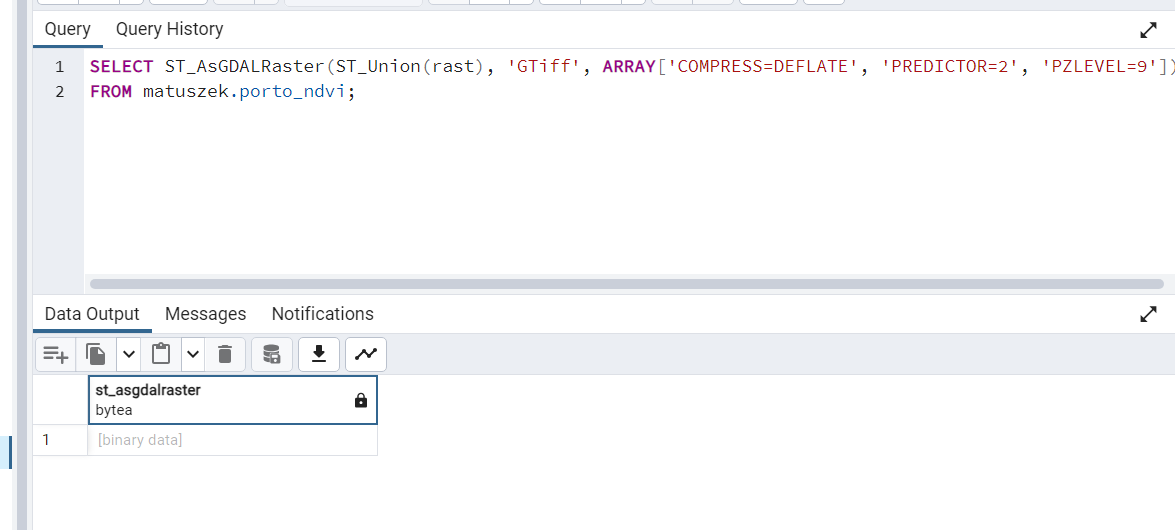 Query Query History
1 SELECT ST_AsGDALRaster(ST_Union(rast), 'GTiff', ARRAY['COMPRESS=DEFLATE', 'PREDICTOR=2', 'PZLEVEL=9'])
2 FROM matuszek.porto_ndvi;
Data Output Messages Notifications
st_asgdalraster
bytea
1 [binary data]